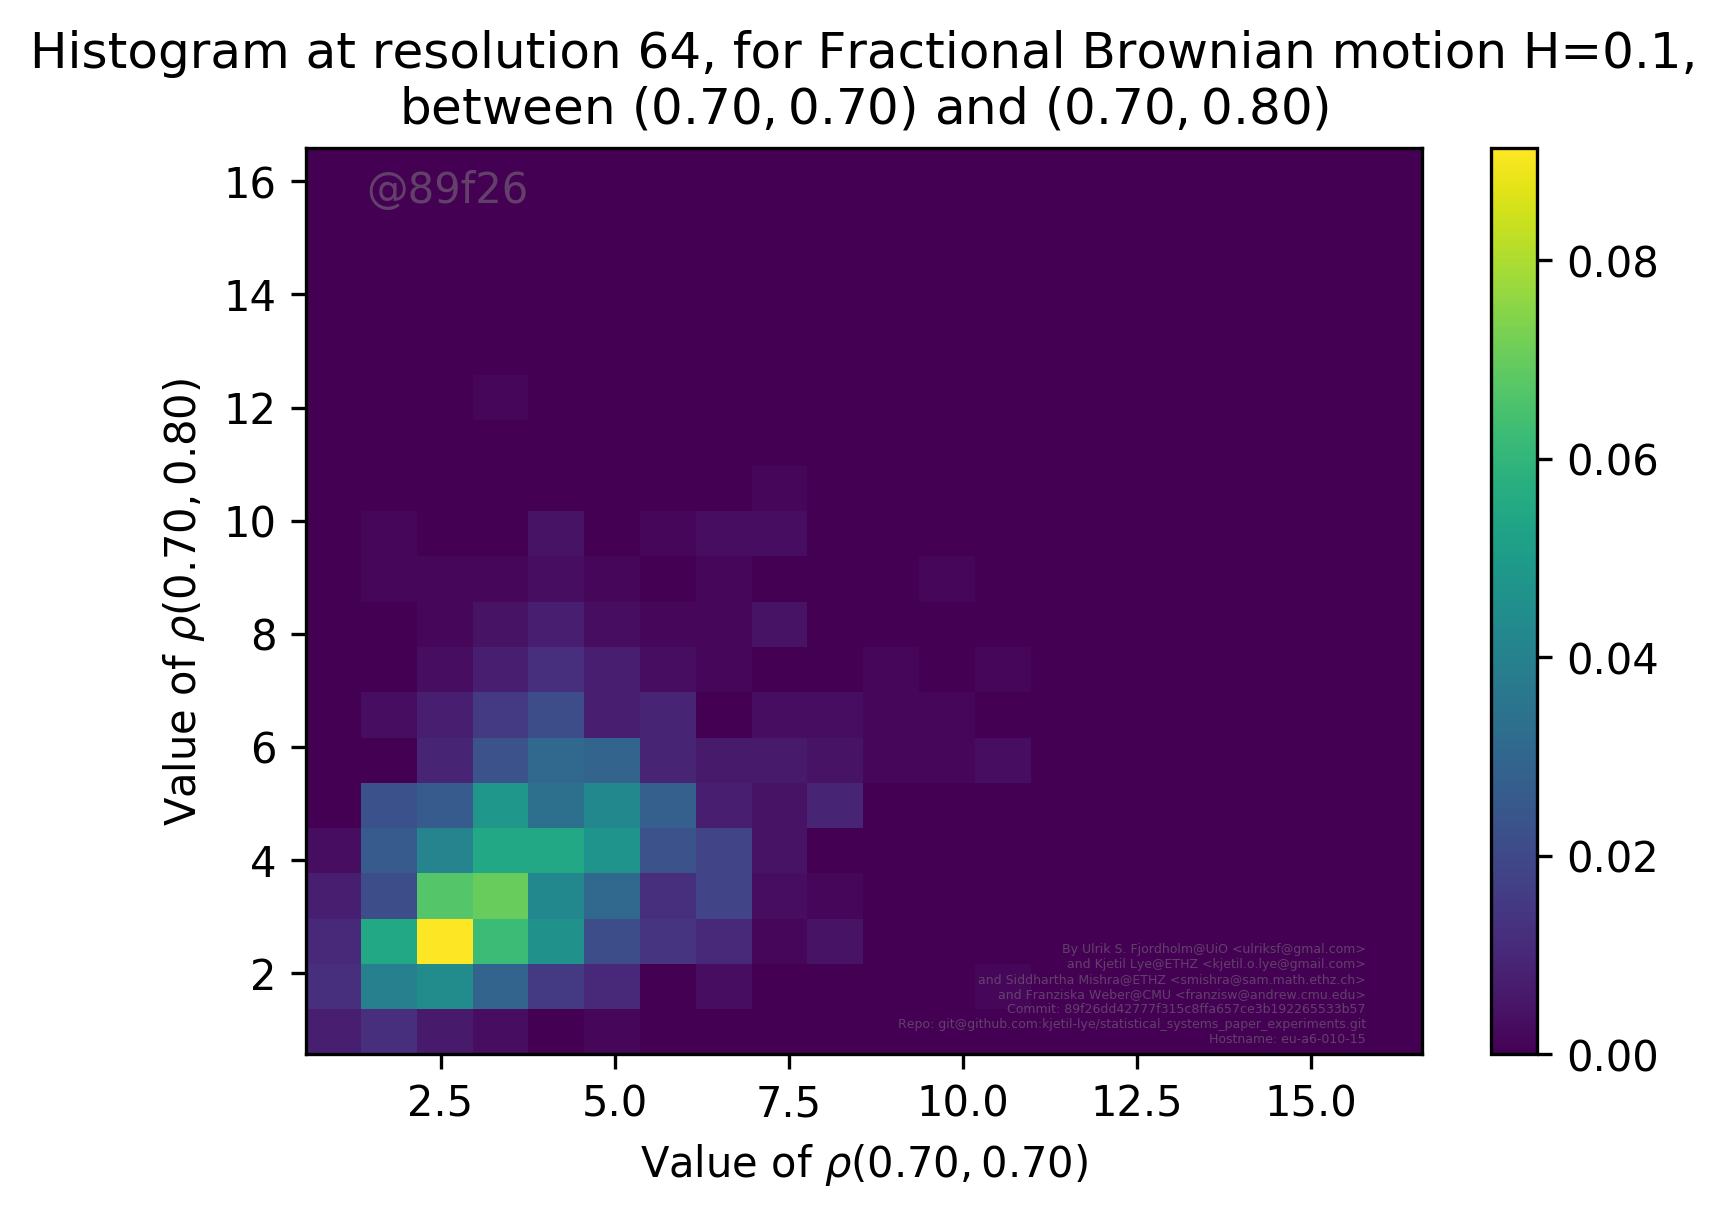 Histogram at resolution 64, for Fractional Brownian motion H=0.1,
between (0.70, 0.70) and (0.70, 0.80)
@89f26
16
14
12
10
8
6
4
2
Value of ρ(0.70, 0.80)
2.5 5.0 7.5 10.0 12.5 15.0
Value of ρ(0.70, 0.70)
0.08
0.06
0.04
0.02
0.00
By Ulrik S. Fjordholm@UiO <ulriksf@gmal.com>
and Kjetil Lye@ETHZ <kjetil.o.lye@gmail.com>
and Siddhartha Mishra@ETHZ <smishra@sam.math.ethz.ch>
and Franziska Weber@CMU <franzisw@andrew.cmu.edu>
Commit: 89f26dd42777f315c8ffa657ce3b192265533b57
Repo: git@github.com:kjetil-lye/statistical_systems_paper_experiments.git
Hostname: eu-a6-010-15